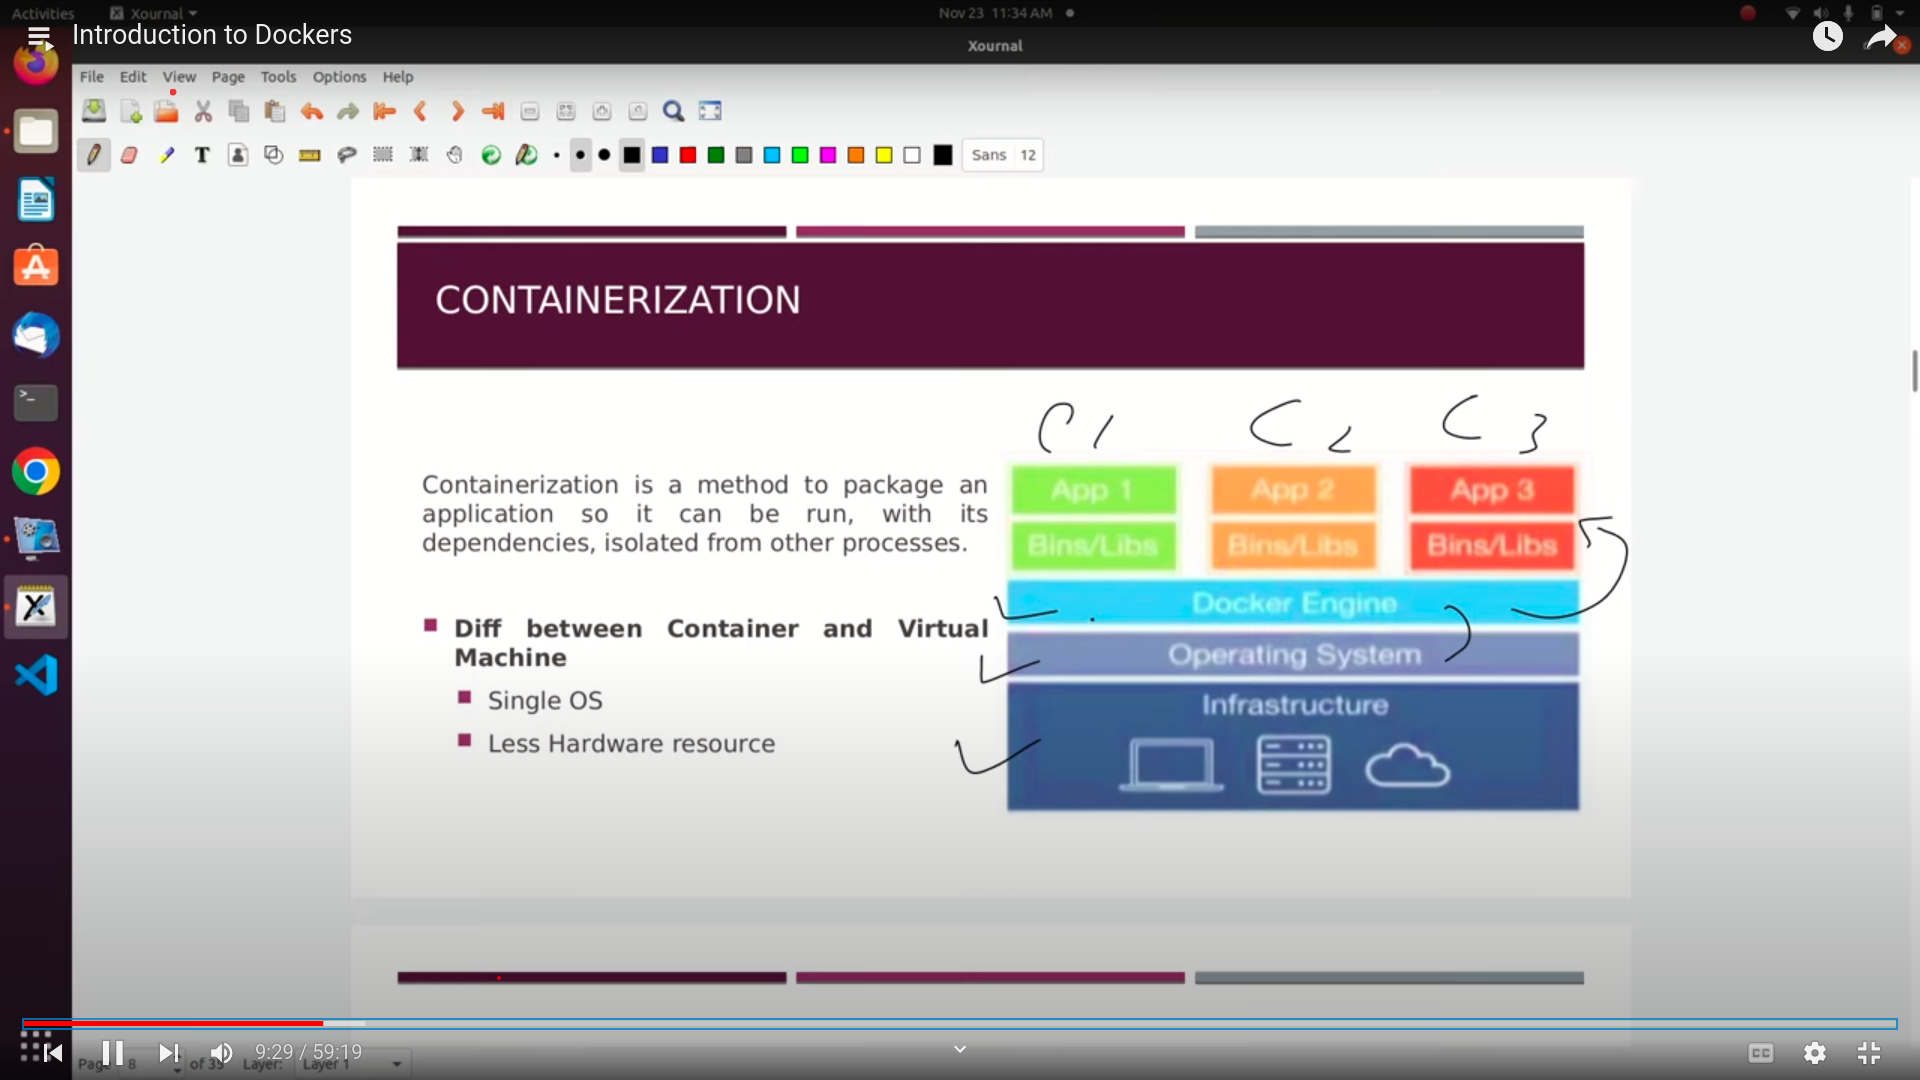 Activities
Xournal
Nov 23 11:34 AM
Introduction to Dockers
Xournal
File Edit View Page Tools Options Help
Sans 12
CONTAINERIZATION
C1 C2 C3
Containerization is a method to package an
application so it can be run, with its
dependencies, isolated from other processes.
Diff between Container and Virtual
Machine
Single OS
Less Hardware resource
App 1 App 2 App 3
Bins/Libs Bins/Libs Bins/Libs
Docker Engine
Operating System
Infrastructure
9:29 / 59:19
CC
Page 8 of 35 Layer: Layer 1